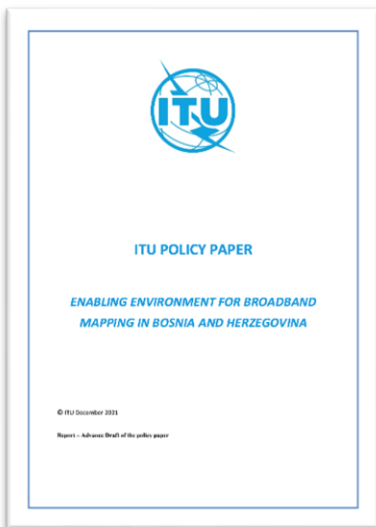 ITU
ITU POLICY PAPER
ENABLING ENVIRONMENT FOR BROADBAND
MAPPING IN BOSNIA AND HERZEGOVINA
© ITU December 2021
Report – Advance Draft of the policy paper